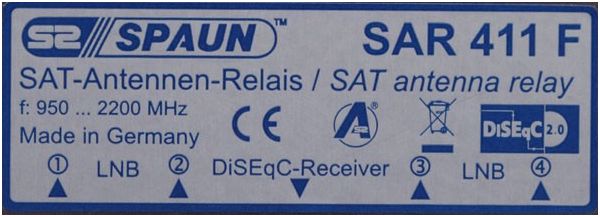 SPAUN™ SAR 411 F
SAT-Antennen-Relais / SAT antenna relay
f: 950 ... 2200 MHz
Made in Germany CE A DiSEqC 2.0
① LNB ② DiSEqC-Receiver ③ LNB ④